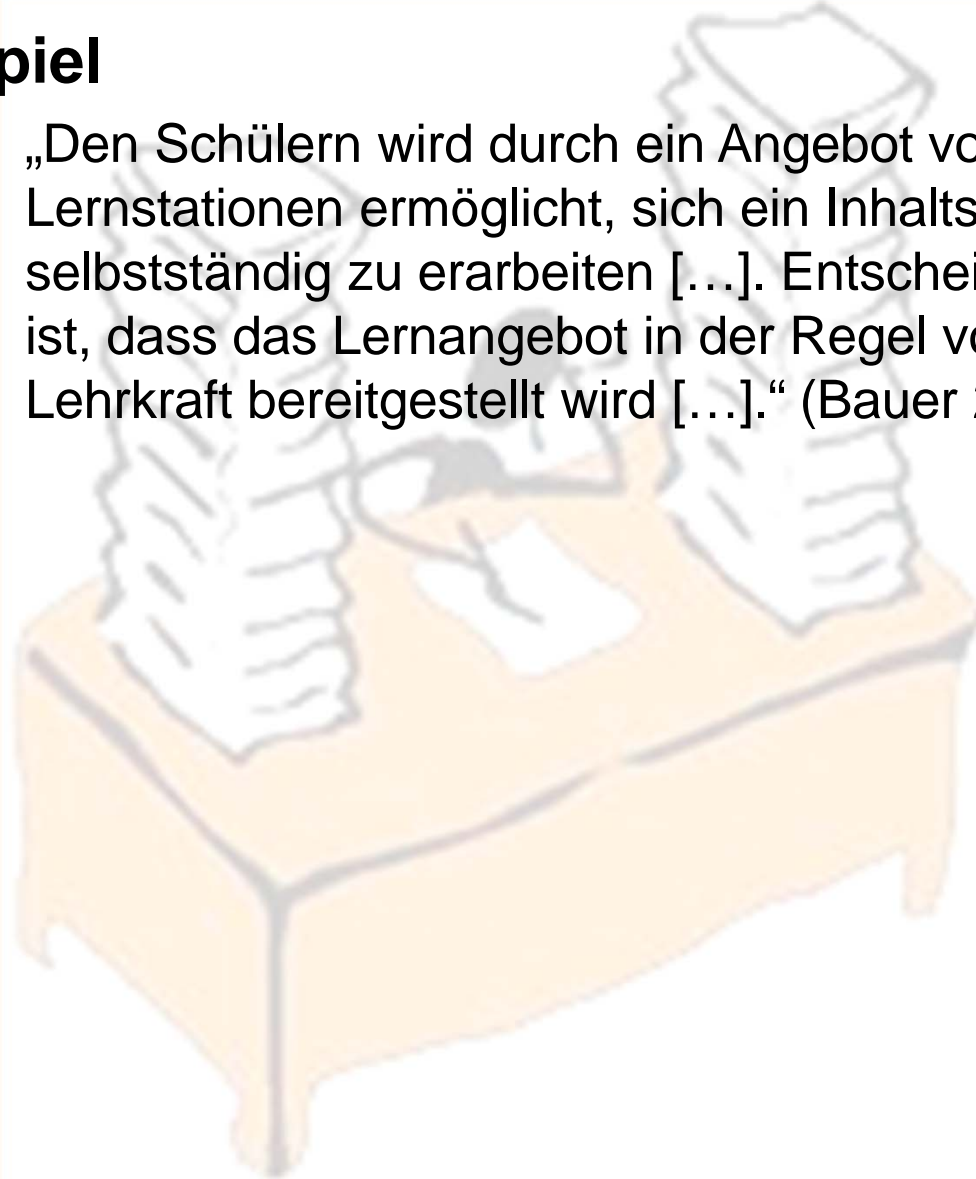 piel
„Den Schülern wird durch ein Angebot vo
Lernstationen ermöglicht, sich ein Inhalts
selbstständig zu erarbeiten […]. Entschei
ist, dass das Lernangebot in der Regel vo
Lehrkraft bereitgestellt wird […].“ (Bauer